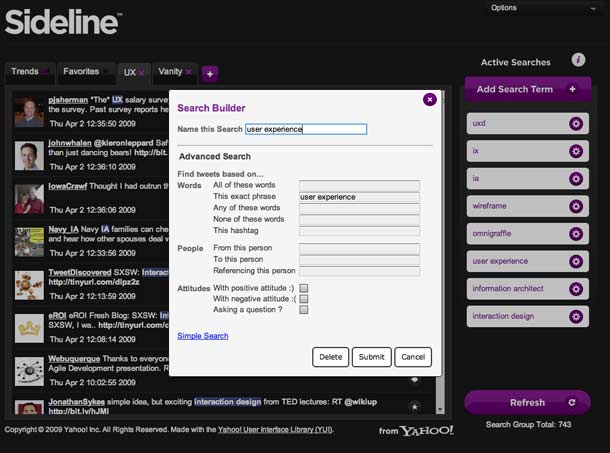 Options
Sideline™
Trends
Favorites
UX ×
Vanity ×
+
pjsherman "The" UX salary surv
the survey. Past survey reports he
Thu Apr 2 12:35:50 2009
johnwhalen @kieronleppard Saf
than just dancing bears! http://bit.
Thu Apr 2 12:36:10 2009
IowaCrawf Thought I had outrun th
Thu Apr 2 12:36:06 2009
Navy_IA Navy IA families can che
and hear how other spouses deal w
Thu Apr 2 12:33:56 2009
TweetDiscovered SXSW: Interac
http://tinyurl.com/dlpz2z
Thu Apr 2 12:13:59 2009
eROI eROI Fresh Blog: SXSW: In
SXSW, I wa.. http://tinyurl.com/c
Thu Apr 2 12:08:14 2009
Webuquerque Thanks to everyone
Agile Development presentation. R
Thu Apr 2 10:02:55 2009
JonathanSykes simple idea, but exciting interaction design from TED lectures: RT @wikiup
http://bit.ly/hJMl
Search Builder
Name this Search user experience
Advanced Search
Find tweets based on...
Words All of these words
This exact phrase user experience
Any of these words
None of these words
This hashtag
People From this person
To this person
Referencing this person
Attitudes With positive attitude :)
With negative attitude :(
Asking a question ?
Simple Search
Delete Submit Cancel
Active Searches i
Add Search Term +
uxd
ix
ia
wireframe
omnigraffle
user experience
information architect
interaction design
Refresh
Search Group Total: 743
Copyright © 2009 Yahoo! Inc. All Rights Reserved. Made with the Yahoo! User Interface Library (YUI).
from YAHOO!